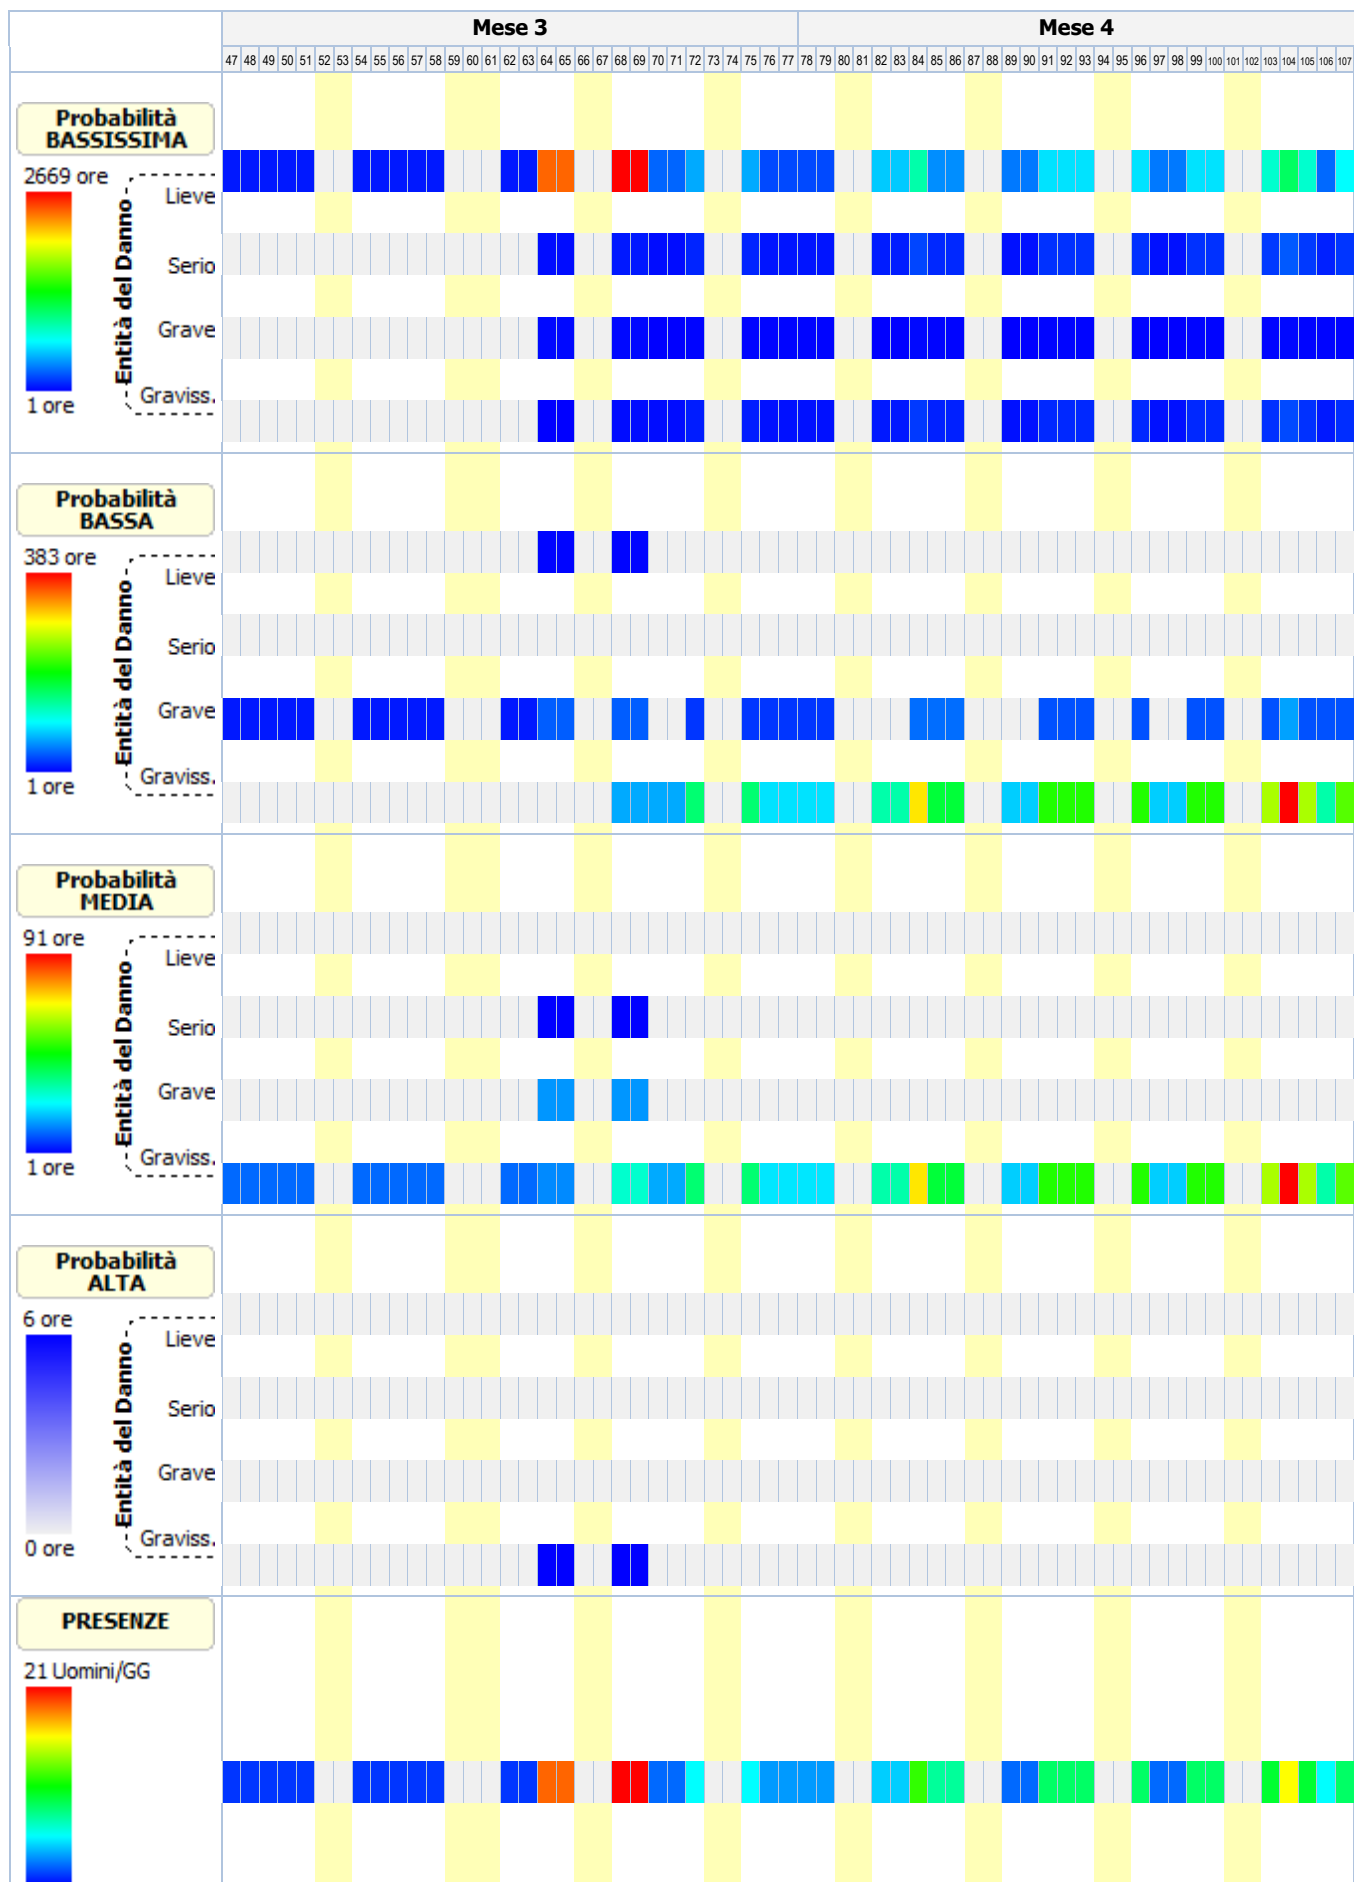 Mese 3 Mese 4
47 48 49 50 51 52 53 54 55 56 57 58 59 60 61 62 63 64 65 66 67 68 69 70 71 72 73 74 75 76 77 78 79 80 81 82 83 84 85 86 87 88 89 90 91 92 93 94 95 96 97 98 99 100 101 102 103 104 105 106 107
Probabilità
BASSISSIMA
2669 ore
Entità del Danno
Lieve
Serio
Grave
Graviss.
1 ore
Probabilità
BASSA
383 ore
Entità del Danno
Lieve
Serio
Grave
Graviss.
1 ore
Probabilità
MEDIA
91 ore
Entità del Danno
Lieve
Serio
Grave
Graviss.
1 ore
Probabilità
ALTA
6 ore
Entità del Danno
Lieve
Serio
Grave
Graviss.
0 ore
PRESENZE
21 Uomini/GG